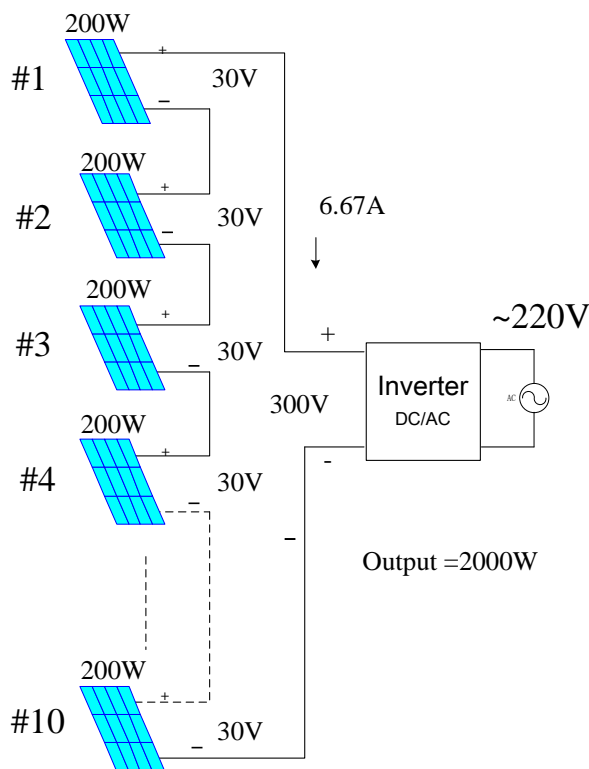 200W
+
#1
30V
−
200W
+
#2
−
30V
6.67A
200W
+
#3
−
30V
~220V
+
Inverter
DC/AC
AC
300V
200W
+
#4
−
30V
-
−
Output =2000W
200W
+
#10
−
30V